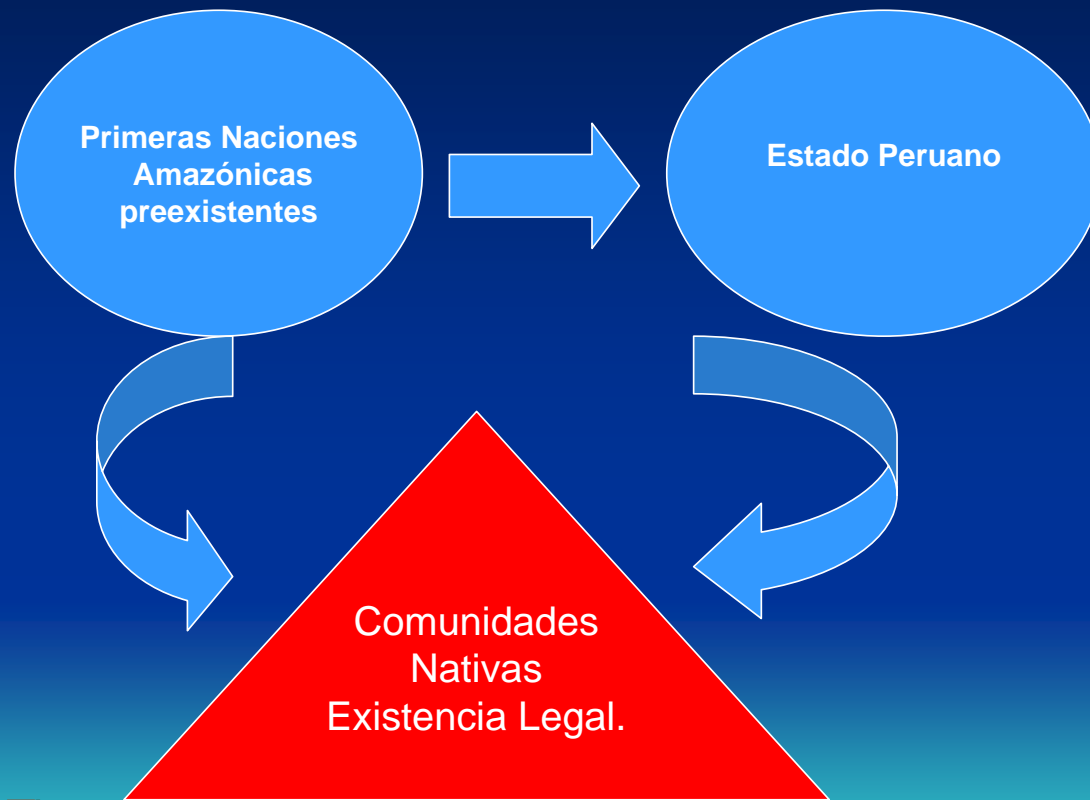 Primeras Naciones
Amazónicas
preexistentes
Estado Peruano
Comunidades
Nativas
Existencia Legal.